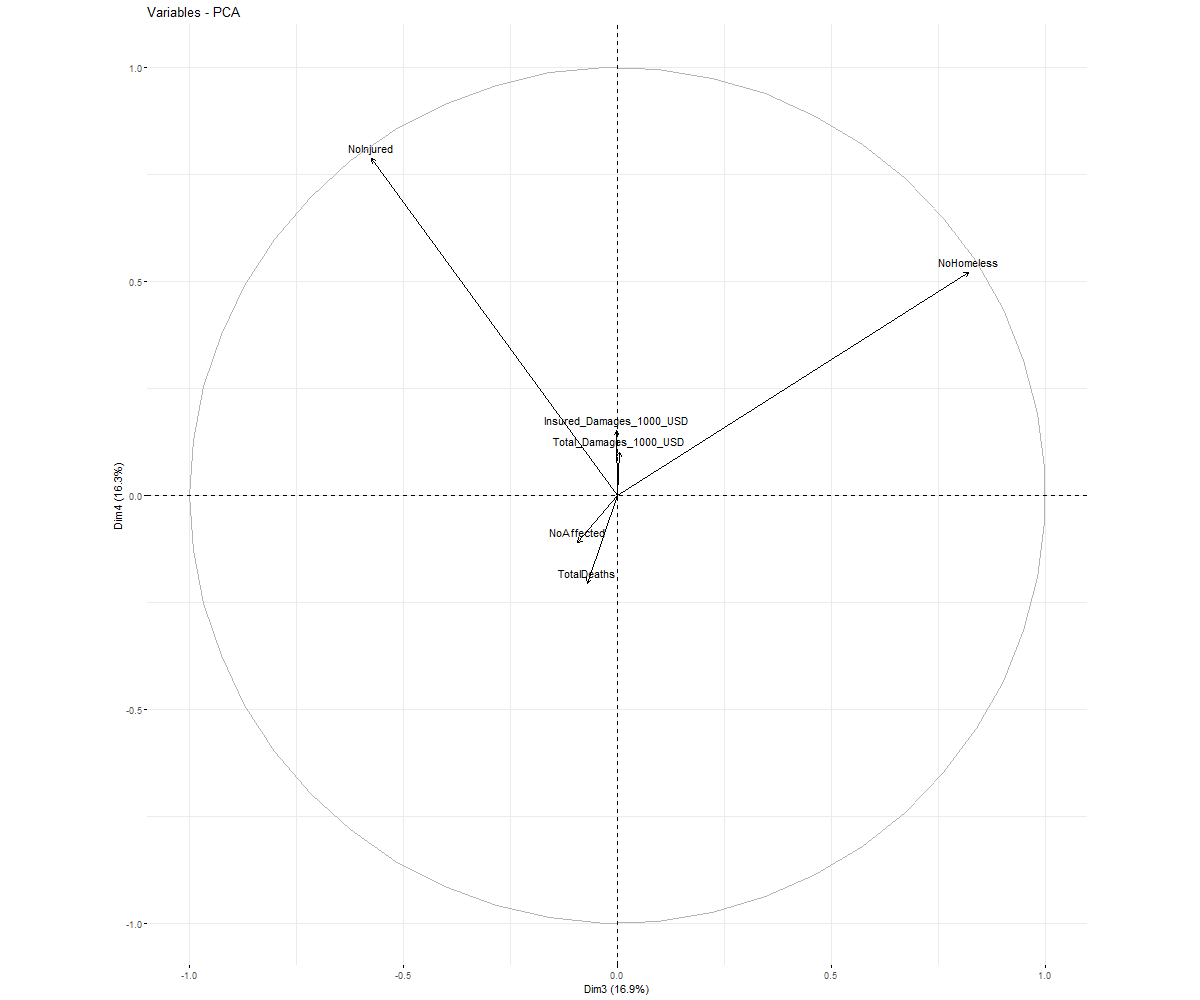 Variables - PCA
1.0
NoInjured
NoHomeless
0.5
Insured_Damages_1000_USD
Total_Damages_1000_USD
Dim4 (16.3%)
0.0
NoAffected
TotalDeaths
-0.5
-1.0
-1.0 -0.5 0.0 0.5 1.0
Dim3 (16.9%)